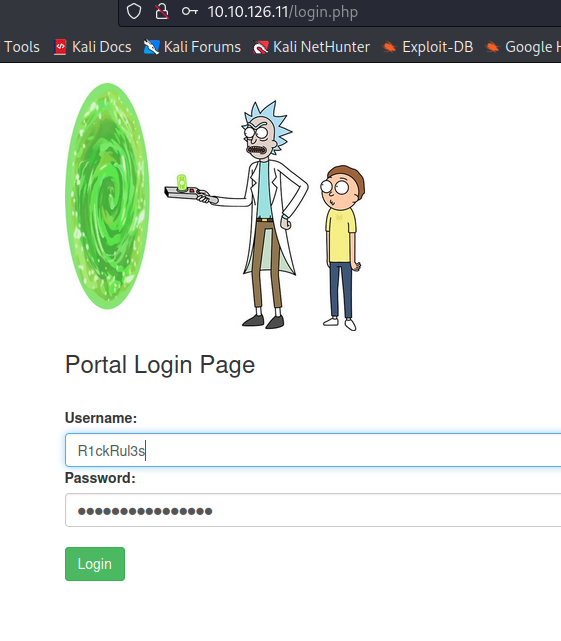 10.10.126.11/login.php
Tools Kali Docs Kali Forums Kali NetHunter Exploit-DB Google
Portal Login Page
Username:
R1ckRul3s
Password:
●●●●●●●●●●●●●●●●
Login